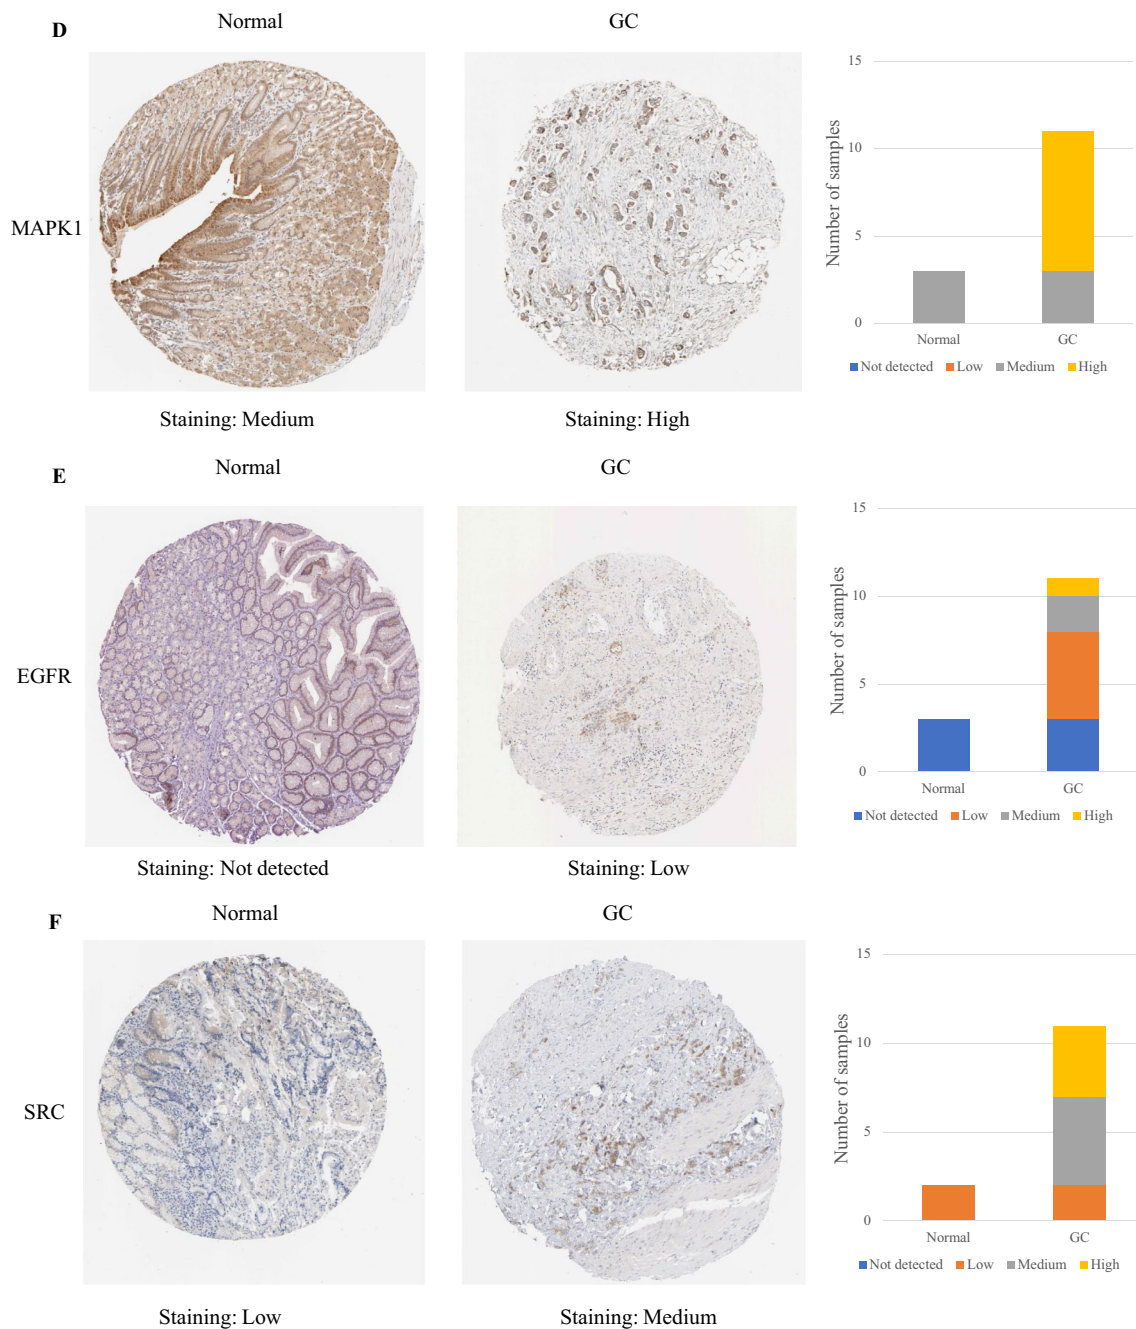 D
Normal
GC
MAPK1
Staining: Medium
Staining: High
Number of samples
15
10
5
0
Normal
GC
Not detected Low Medium High
E
Normal
GC
EGFR
Staining: Not detected
Staining: Low
Number of samples
15
10
5
0
Normal
GC
Not detected Low Medium High
F
Normal
GC
SRC
Staining: Low
Staining: Medium
Number of samples
15
10
5
0
Normal
GC
Not detected Low Medium High